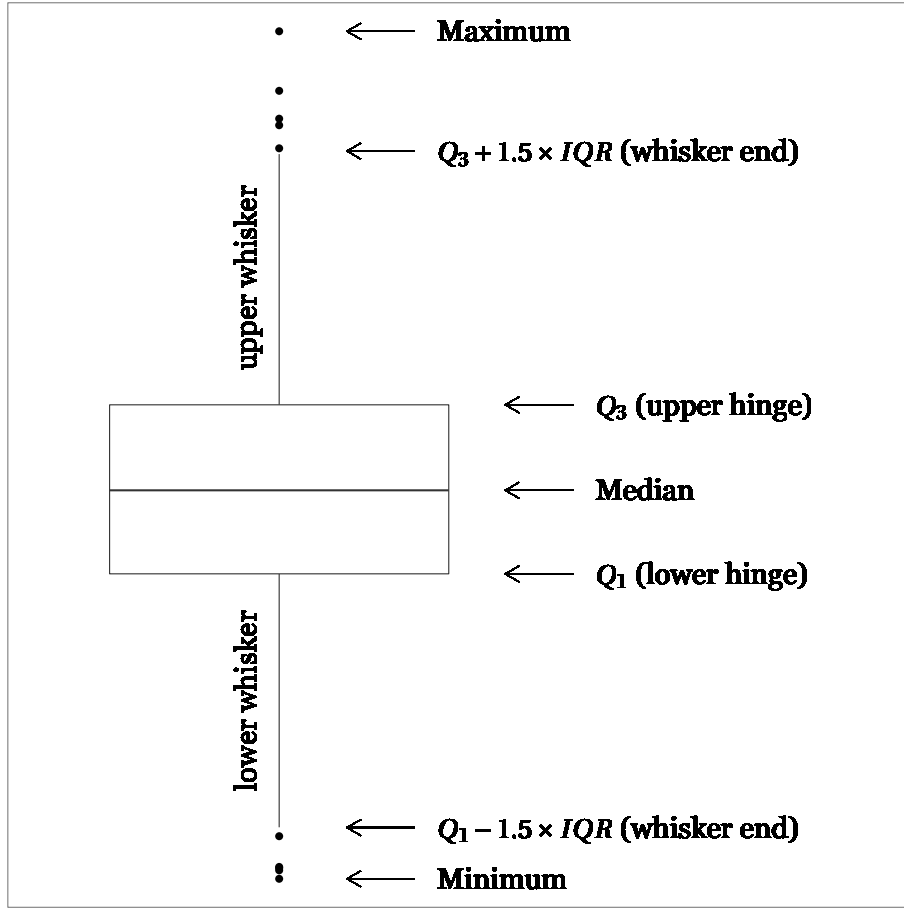 Maximum
Q₃ + 1.5 × IQR (whisker end)
upper whisker
Q₃ (upper hinge)
Median
Q₁ (lower hinge)
lower whisker
Q₁ − 1.5 × IQR (whisker end)
Minimum